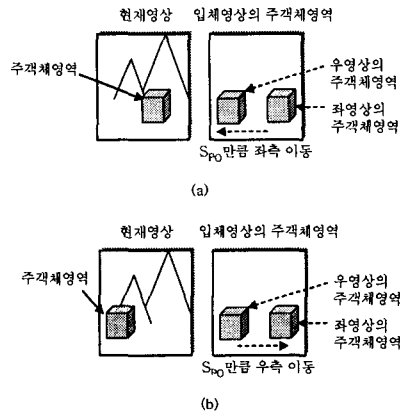 현재영상 입체영상의 주객체영역
주객체영역
우영상의
주객체영역
좌영상의
주객체영역
S_PO만큼 좌측 이동
(a)
현재영상 입체영상의 주객체영역
주객체영역
우영상의
주객체영역
좌영상의
주객체영역
S_PO만큼 우측 이동
(b)